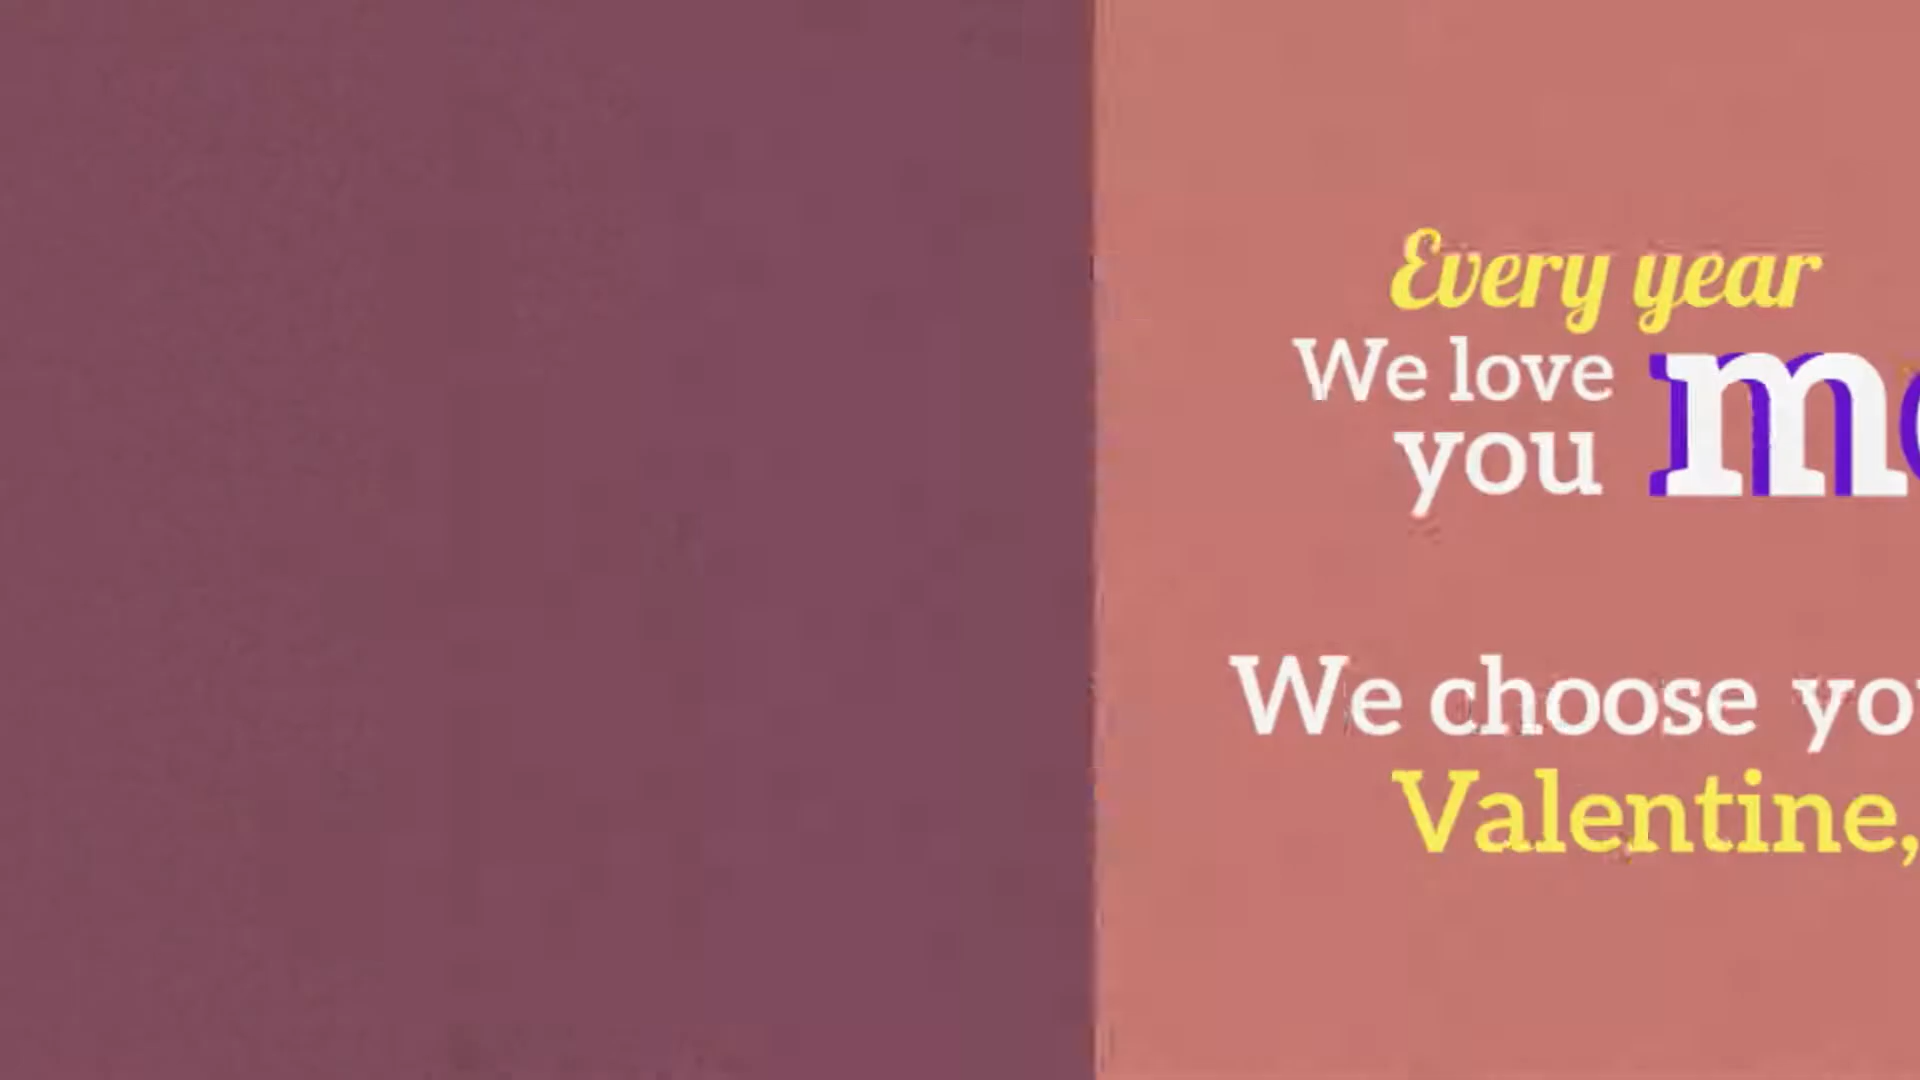 Every year
We love
you
We choose
Valentine,